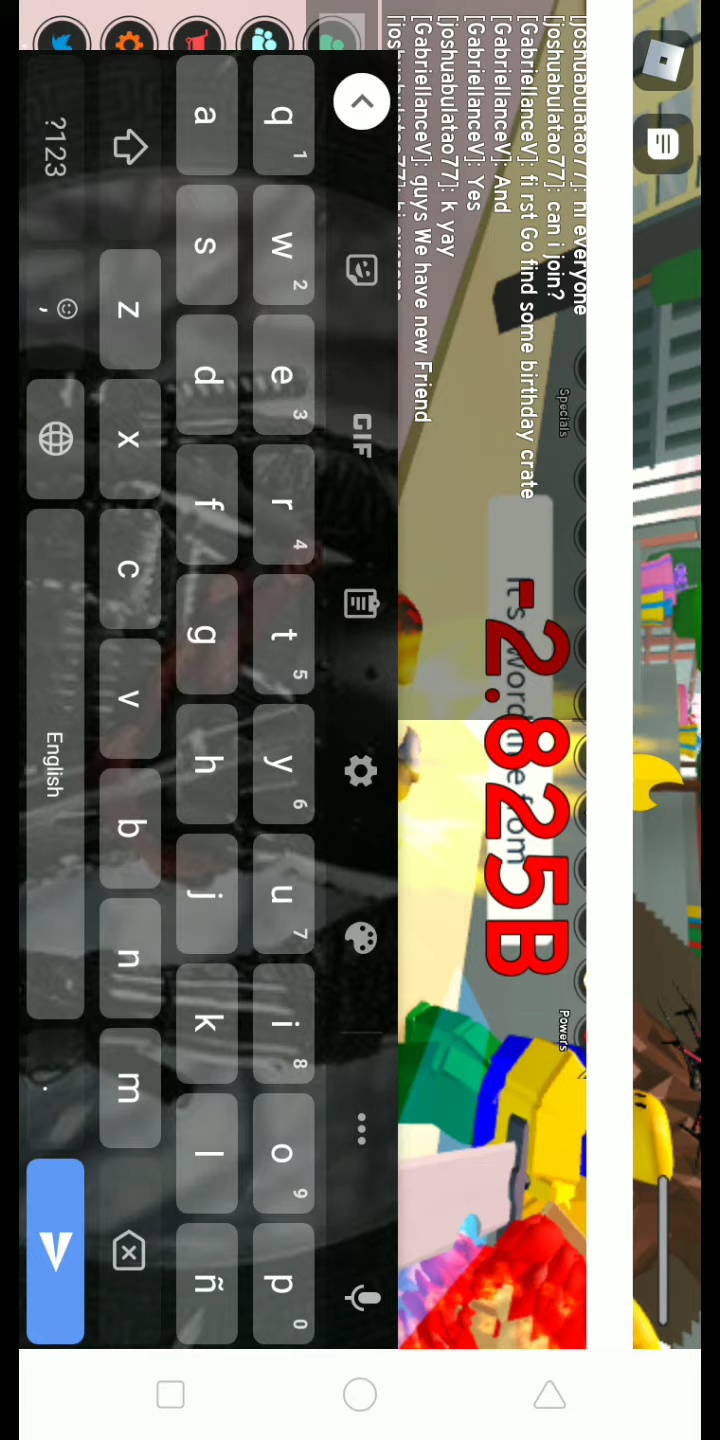 [joshuabulatao77]: hi everyone
[joshuabulatao77]: can i join?
[GabriellanceV]: fi rst Go find some birthday crate
[GabriellanceV]: And
[GabriellanceV]: Yes
[joshuabulatao77]: k yay
[GabriellanceV]: guys We have new Friend
Specials
Powers
-2.825B
GIF
q 1 w 2 e 3 r 4 t 5 y 6 u 7 i 8 o 9 p 0
a s d f g h j k l ñ
z x c v b n m
?123 , English .